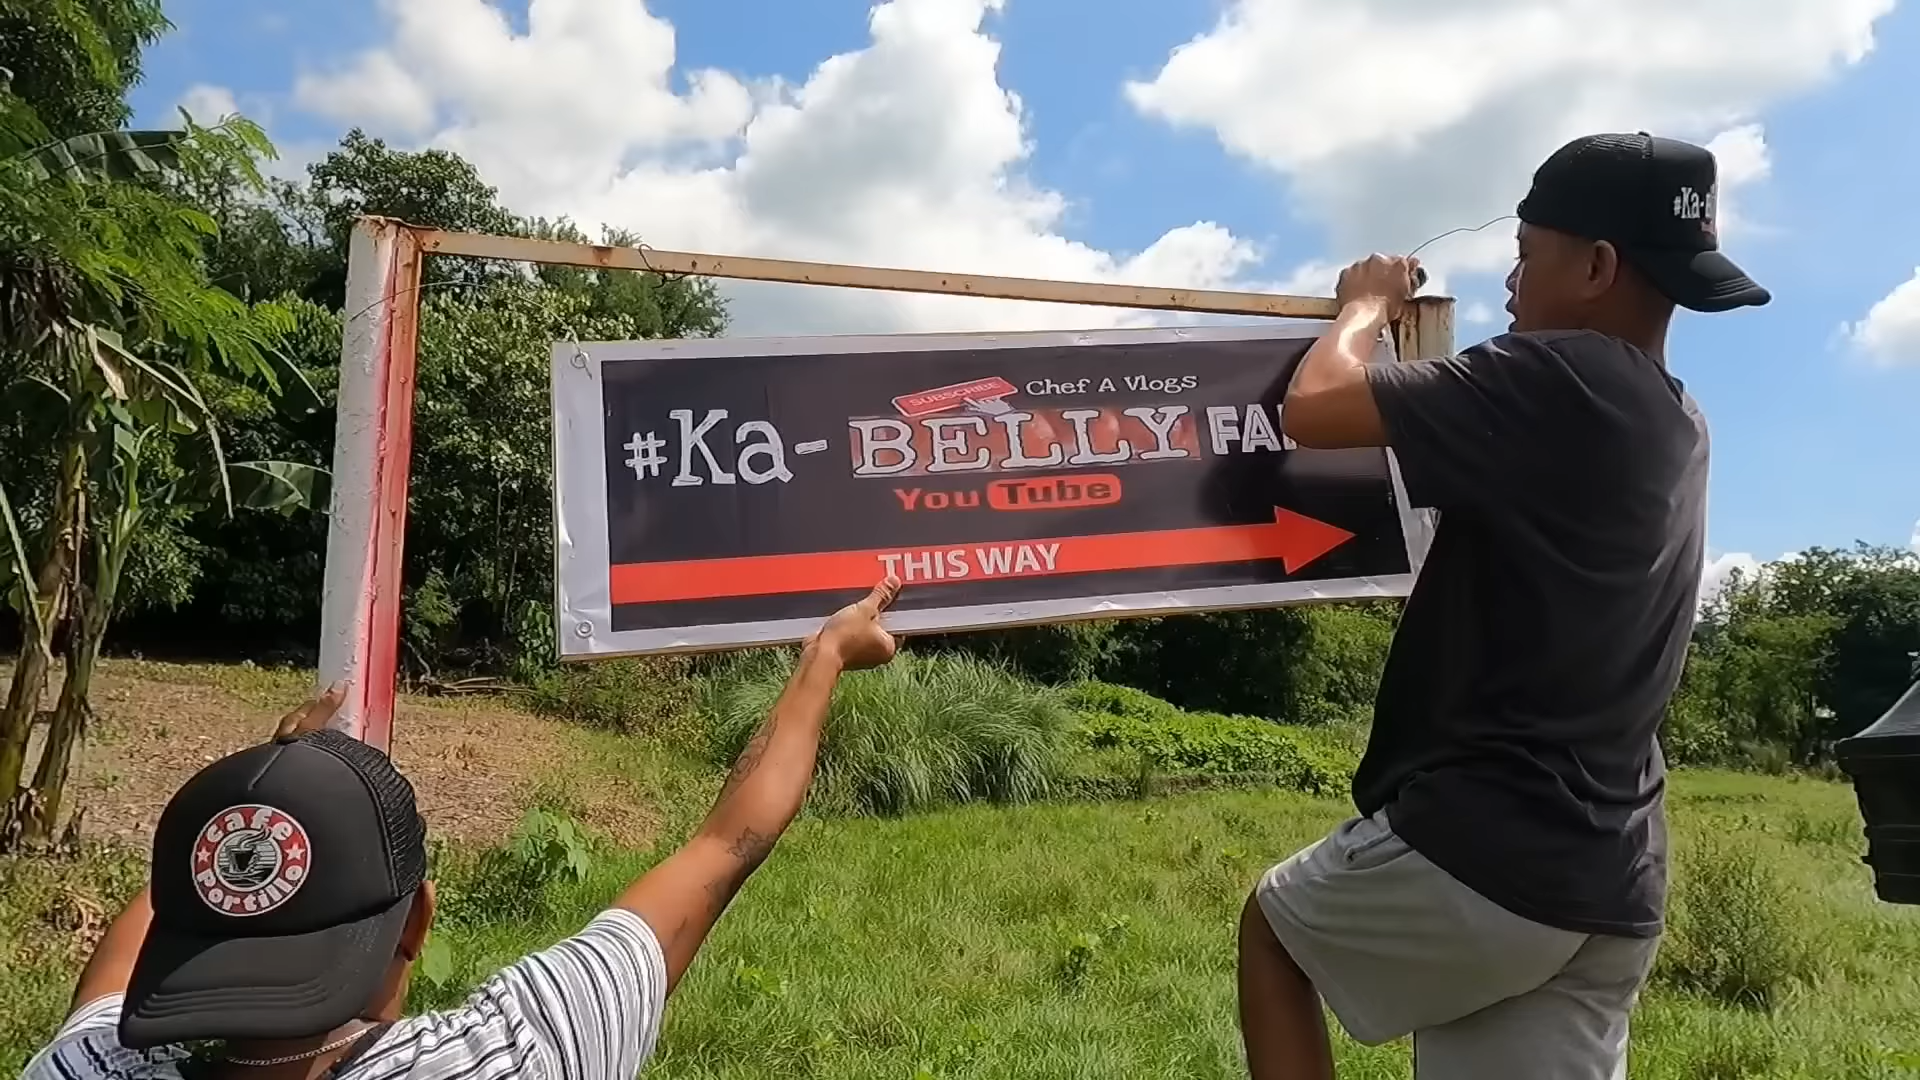 SUBSCRIBE
Chef A Vlogs
#Ka-BELLY
YouTube
THIS WAY
#Ka-
cafe
Portillo